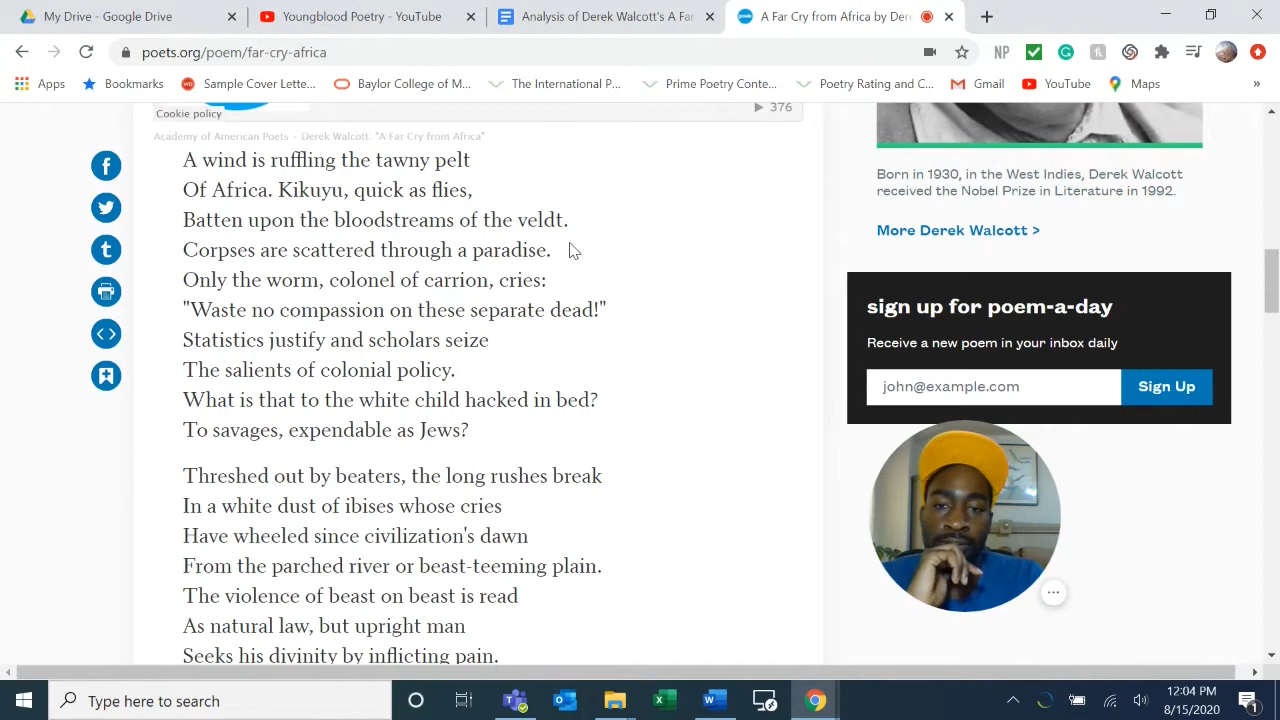 My Drive - Google Drive
Youngblood Poetry - YouTube
Analysis of Derek Walcott's A Far
A Far Cry from Africa by Dere
poets.org/poem/far-cry-africa
NP
Apps
Bookmarks
Sample Cover Lette...
Baylor College of M...
The International P...
Prime Poetry Conte...
Poetry Rating and C...
Gmail
YouTube
Maps
»
Cookie policy
376
Academy of American Poets · Derek Walcott: "A Far Cry from Africa"
A wind is ruffling the tawny pelt
Of Africa. Kikuyu, quick as flies,
Batten upon the bloodstreams of the veldt.
Corpses are scattered through a paradise.
Only the worm, colonel of carrion, cries:
"Waste no compassion on these separate dead!"
Statistics justify and scholars seize
The salients of colonial policy.
What is that to the white child hacked in bed?
To savages, expendable as Jews?
Threshed out by beaters, the long rushes break
In a white dust of ibises whose cries
Have wheeled since civilization's dawn
From the parched river or beast-teeming plain.
The violence of beast on beast is read
As natural law, but upright man
Seeks his divinity by inflicting pain.
Born in 1930, in the West Indies, Derek Walcott
received the Nobel Prize in Literature in 1992.
More Derek Walcott >
sign up for poem-a-day
Receive a new poem in your inbox daily
john@example.com
Sign Up
Type here to search
12:04 PM
8/15/2020
1